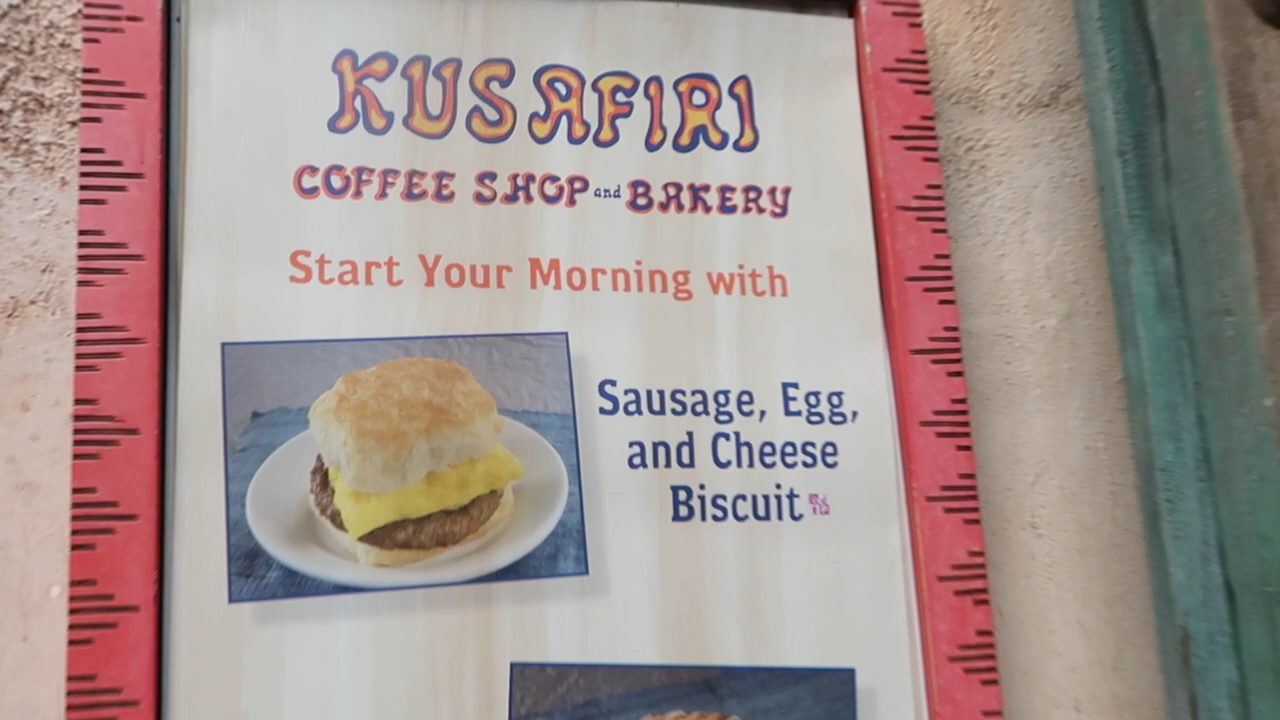 KUSAFIRI
COFFEE SHOP and BAKERY
Start Your Morning with
Sausage, Egg,
and Cheese
Biscuit